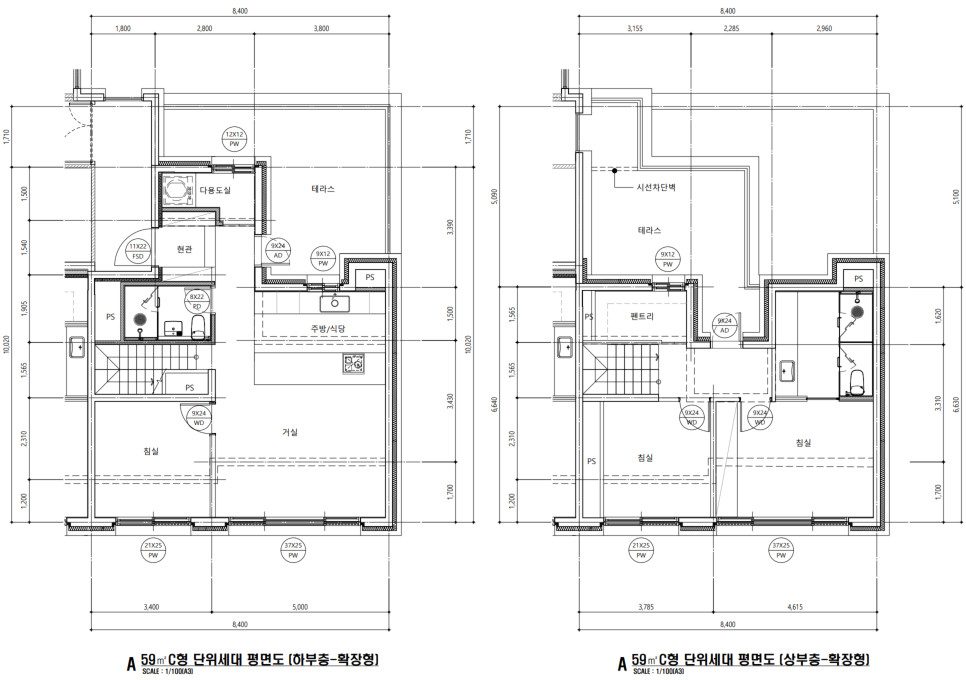 8,400
1,800 2,800 3,800
1,710
1,500
1,540
1,905
1,565
2,310
1,200
10,020
1,710
3,390
1,500
3,430
1,700
10,020
12X12
PW
다용도실
테라스
현관
11X22
FSD
9X24
AD
9X12
PW
PS
8X22
PD
PS
주방/식당
PS
9X24
WD
거실
침실
21X25
PW
37X25
PW
3,400 5,000
8,400
A 59㎡C형 단위세대 평면도 (하부층-확장형)
SCALE : 1/100(A3)
8,400
3,155 2,285 2,960
5,090
1,565
1,565
2,310
1,200
6,640
5,100
1,620
3,310
1,700
6,630
시선차단벽
테라스
9X12
PW
PS
PS
펜트리
9X24
AD
9X24
WD
9X24
WD
침실
침실
PS
21X25
PW
37X25
PW
3,785 4,615
8,400
A 59㎡C형 단위세대 평면도 (상부층-확장형)
SCALE : 1/100(A3)